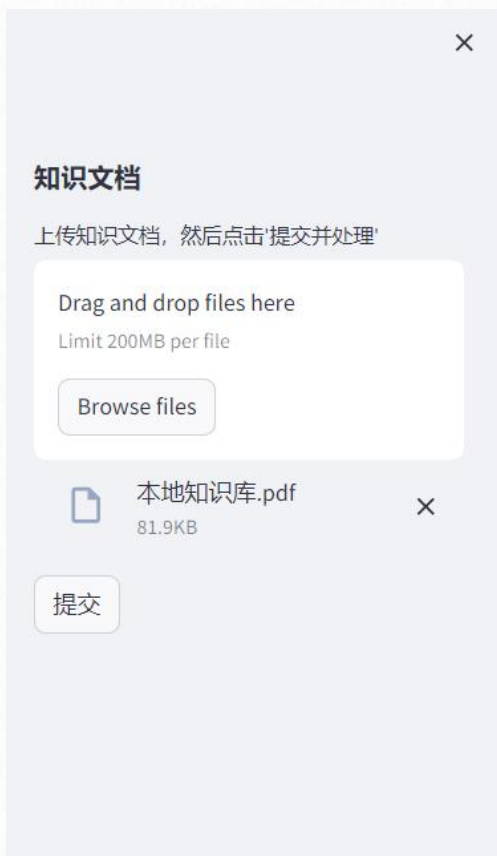 知识文档
上传知识文档，然后点击'提交并处理'
Drag and drop files here
Limit 200MB per file
Browse files
本地知识库.pdf
81.9KB
提交